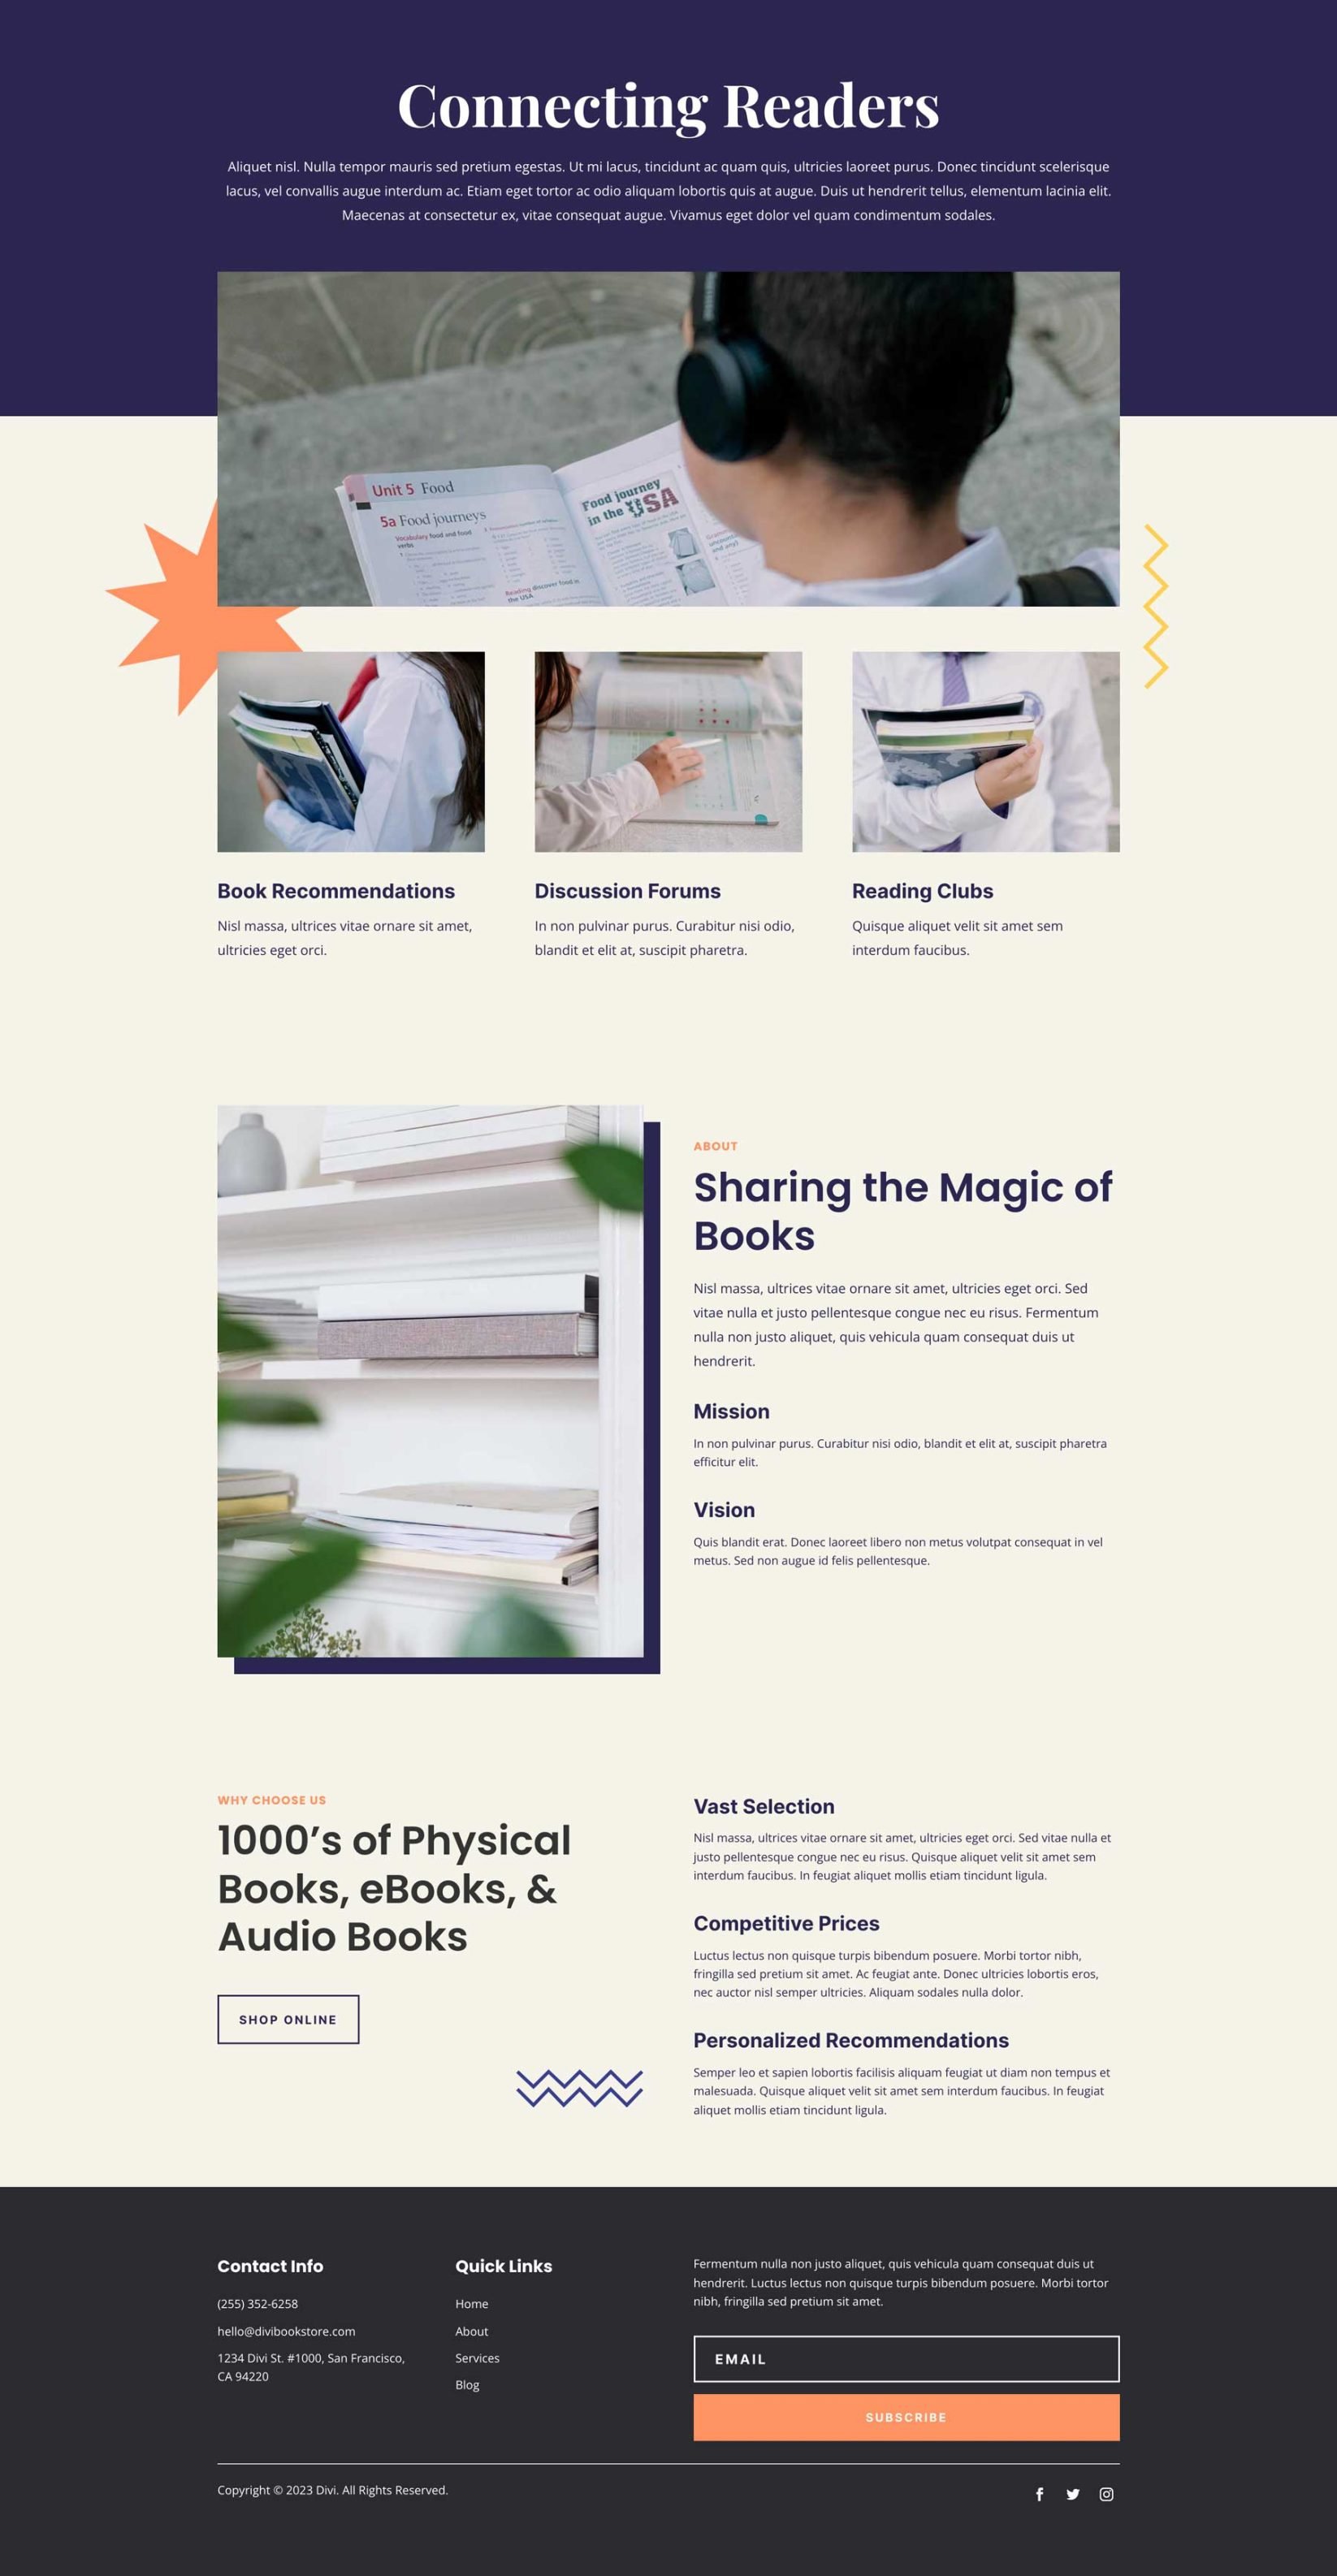 Connecting Readers
Aliquet nisl. Nulla tempor mauris sed pretium egestas. Ut mi lacus, tincidunt ac quam quis, ultricies laoreet purus. Donec tincidunt scelerisque
lacus, vel convallis augue interdum ac. Etiam eget tortor ac odio aliquam lobortis quis at augue. Duis ut hendrerit tellus, elementum lacinia elit.
Maecenas at consectetur ex, vitae consequat augue. Vivamus eget dolor vel quam condimentum sodales.
Unit 5 Food
5a Food journeys
Vocabulary food and food
verbs
Reading discover food in
the USA
Food journey
in the USA
Book Recommendations
Nisl massa, ultrices vitae ornare sit amet,
ultricies eget orci.
Discussion Forums
In non pulvinar purus. Curabitur nisi odio,
blandit et elit at, suscipit pharetra.
Reading Clubs
Quisque aliquet velit sit amet sem
interdum faucibus.
ABOUT
Sharing the Magic of
Books
Nisl massa, ultrices vitae ornare sit amet, ultricies eget orci. Sed
vitae nulla et justo pellentesque congue nec eu risus. Fermentum
nulla non justo aliquet, quis vehicula quam consequat duis ut
hendrerit.
Mission
In non pulvinar purus. Curabitur nisi odio, blandit et elit at, suscipit pharetra
efficitur elit.
Vision
Quis blandit erat. Donec laoreet libero non metus volutpat consequat in vel
metus. Sed non augue id felis pellentesque.
WHY CHOOSE US
1000’s of Physical
Books, eBooks, &
Audio Books
SHOP ONLINE
Vast Selection
Nisl massa, ultrices vitae ornare sit amet, ultricies eget orci. Sed vitae nulla et
justo pellentesque congue nec eu risus. Quisque aliquet velit sit amet sem
interdum faucibus. In feugiat aliquet mollis etiam tincidunt ligula.
Competitive Prices
Luctus lectus non quisque turpis bibendum posuere. Morbi tortor nibh,
fringilla sed pretium sit amet. Ac feugiat ante. Donec ultricies lobortis eros,
nec auctor nisl semper ultricies. Aliquam sodales nulla dolor.
Personalized Recommendations
Semper leo et sapien lobortis facilisis aliquam feugiat ut diam non tempus et
malesuada. Quisque aliquet velit sit amet sem interdum faucibus. In feugiat
aliquet mollis etiam tincidunt ligula.
Contact Info
(255) 352-6258
hello@divibookstore.com
1234 Divi St. #1000, San Francisco,
CA 94220
Quick Links
Home
About
Services
Blog
Fermentum nulla non justo aliquet, quis vehicula quam consequat duis ut
hendrerit. Luctus lectus non quisque turpis bibendum posuere. Morbi tortor
nibh, fringilla sed pretium sit amet.
EMAIL
SUBSCRIBE
Copyright © 2023 Divi. All Rights Reserved.